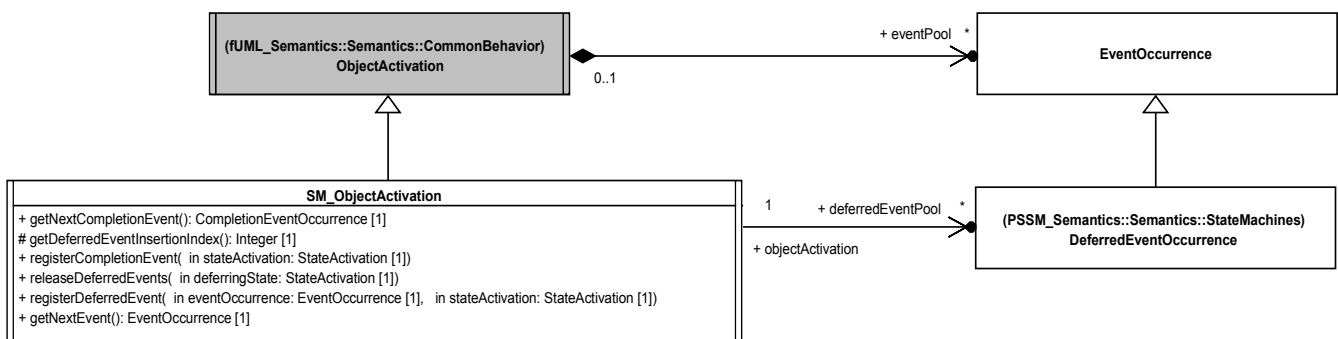 (fUML_Semantics::Semantics::CommonBehavior)
ObjectActivation
+ eventPool *
0..1
EventOccurrence
SM_ObjectActivation
+ getNextCompletionEvent(): CompletionEventOccurrence [1]
# getDeferredEventInsertionIndex(): Integer [1]
+ registerCompletionEvent( in stateActivation: StateActivation [1])
+ releaseDeferredEvents( in deferringState: StateActivation [1])
+ registerDeferredEvent( in eventOccurrence: EventOccurrence [1], in stateActivation: StateActivation [1])
+ getNextEvent(): EventOccurrence [1]
1
+ deferredEventPool *
+ objectActivation
(PSSM_Semantics::Semantics::StateMachines)
DeferredEventOccurrence